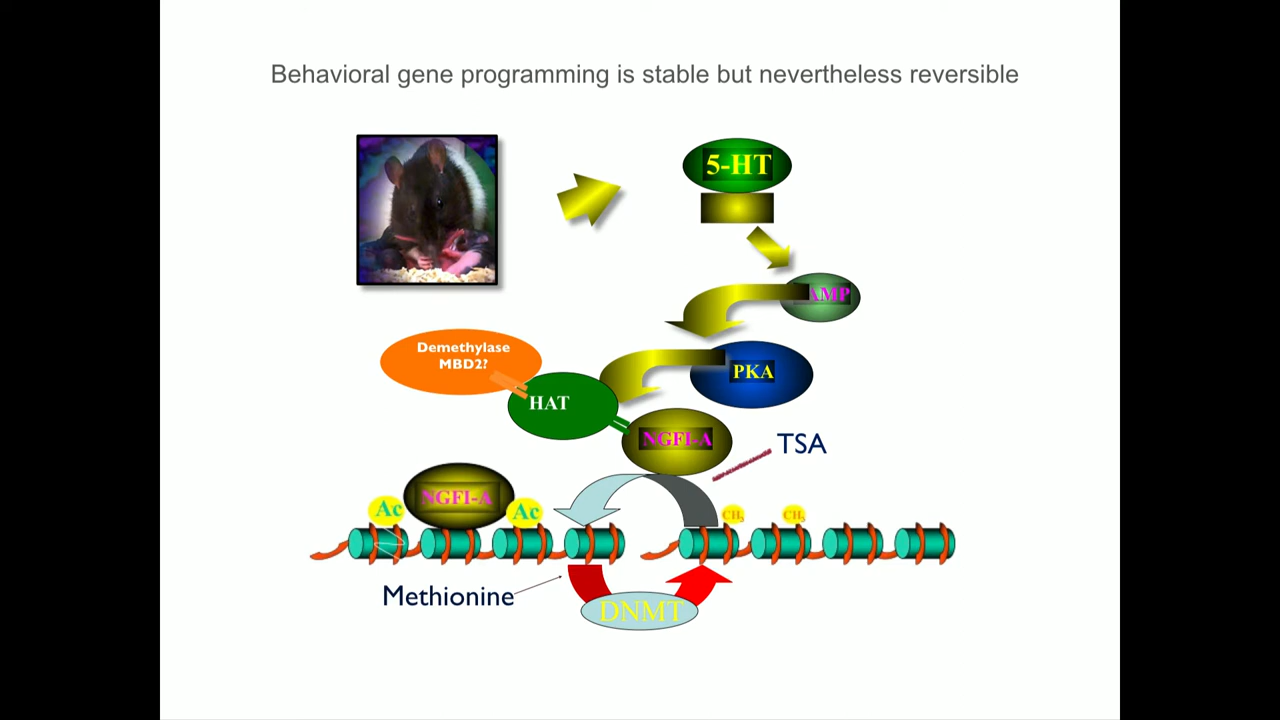 Behavioral gene programming is stable but nevertheless reversible
5-HT
AMP
Demethylase
MBD2?
PKA
HAT
NGFI-A
TSA
NGFI-A
Ac
Ac
CH3
CH3
Methionine
DNMT